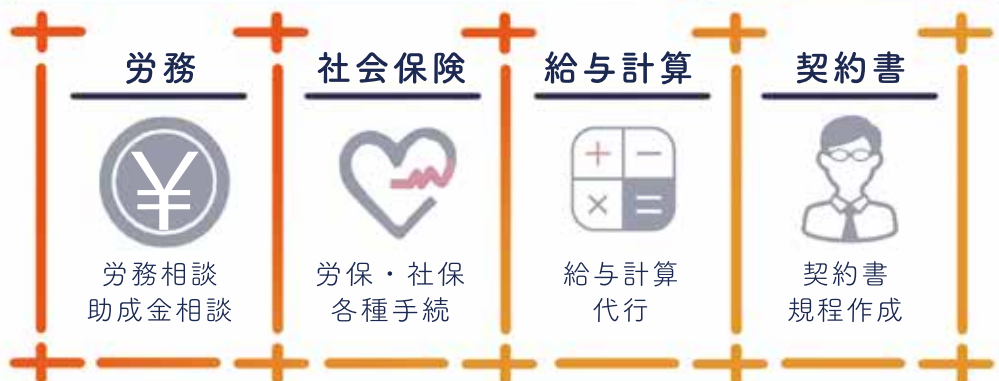 労務
労務相談
助成金相談
社会保険
労保・社保
各種手続
給与計算
給与計算
代行
契約書
契約書
規程作成